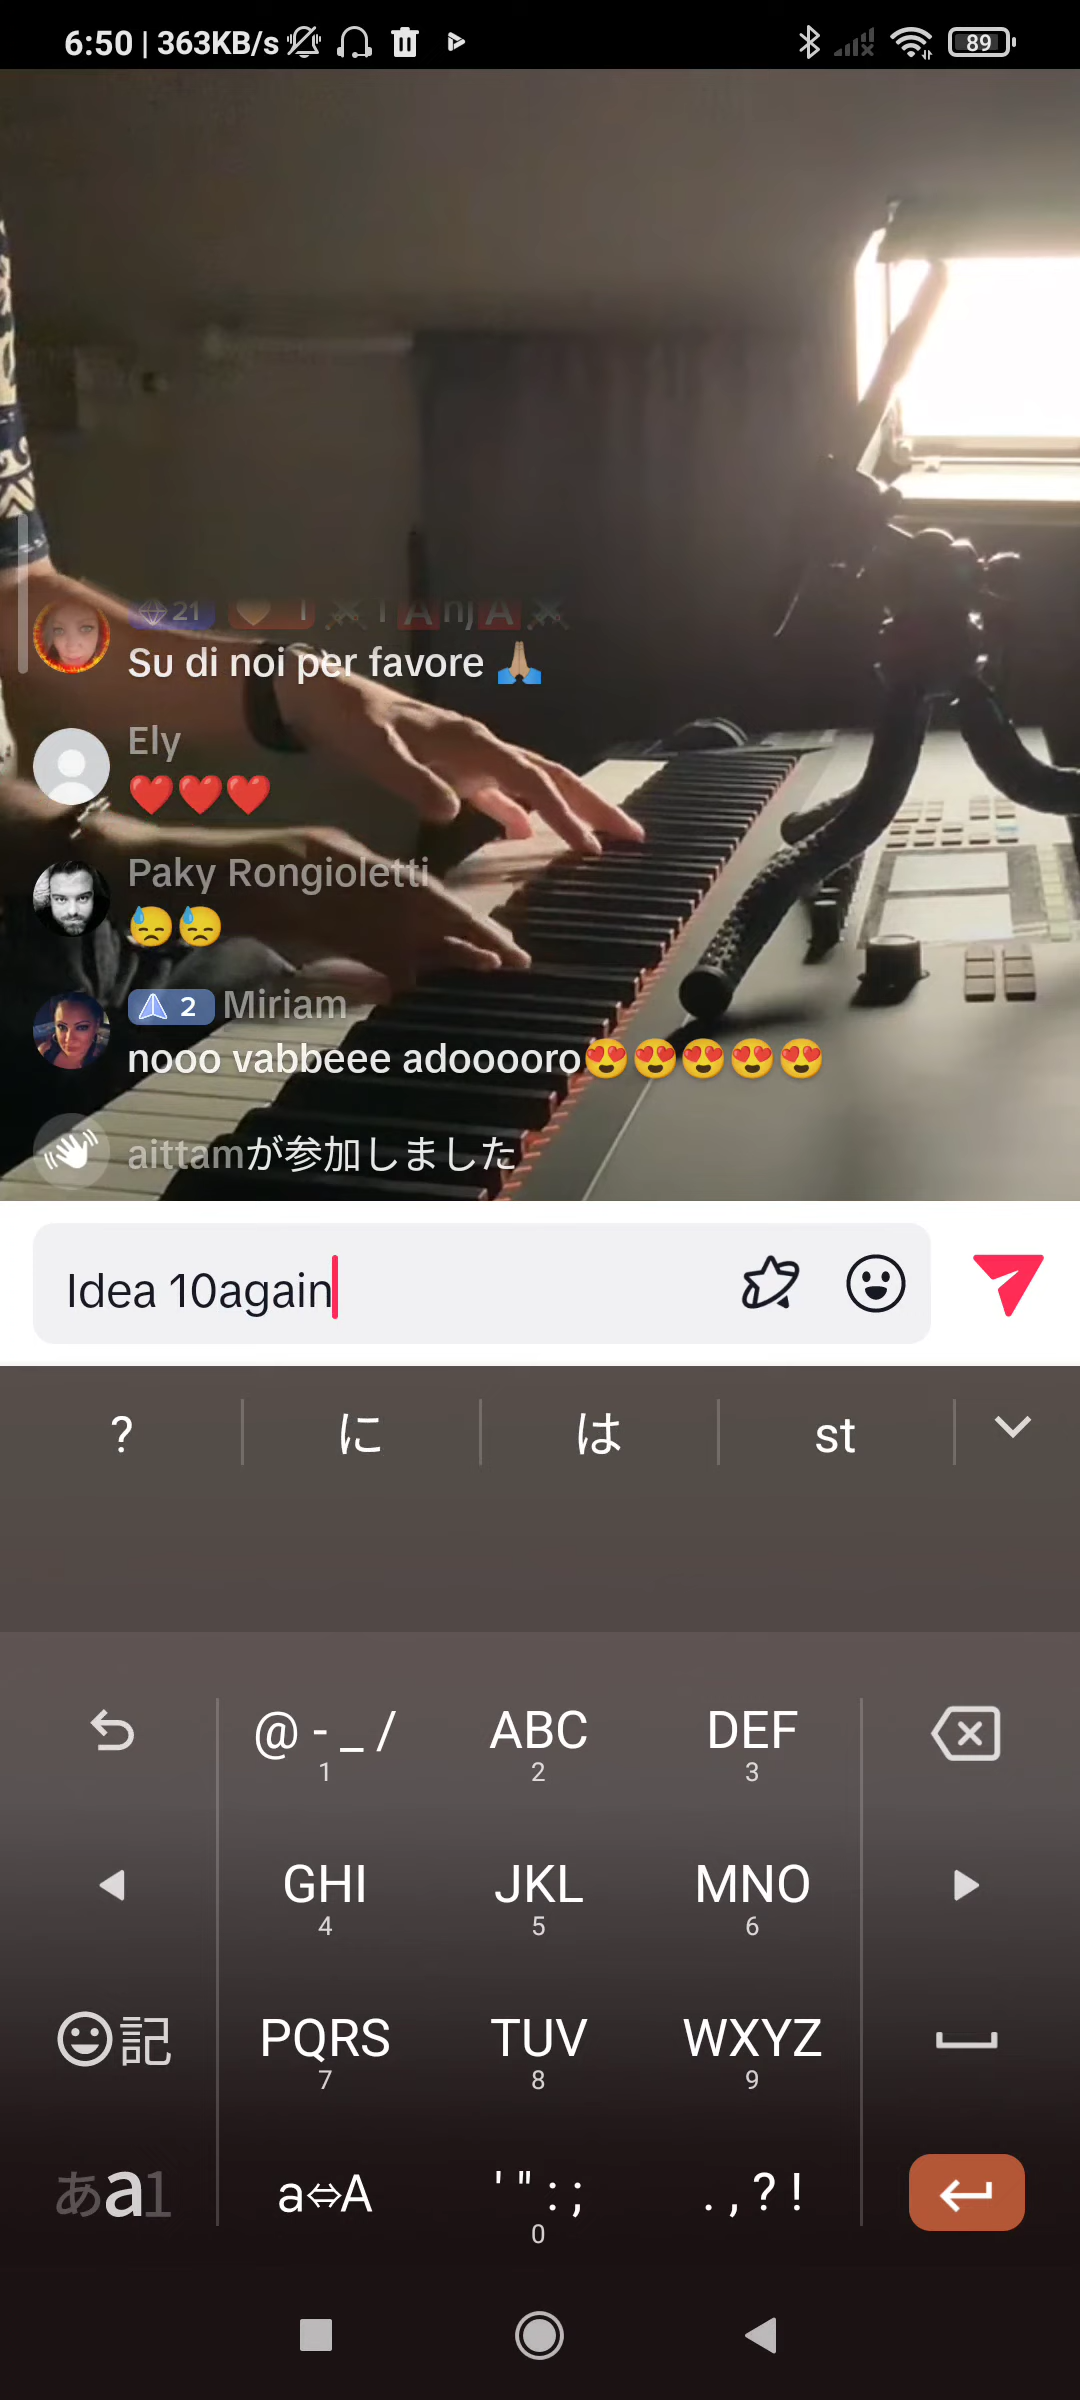 6:50 | 363KB/s
89
21 1 TAnjA
Su di noi per favore 🙏🏼
Ely
❤️❤️❤️
Paky Rongioletti
😓😓
2 Miriam
nooo vabbeee adooooro😍😍😍😍😍
aittamが参加しました
Idea 10again
? に は st
@ - _ / ABC DEF
1 2 3
GHI JKL MNO
4 5 6
記 PQRS TUV WXYZ
7 8 9
あa1 a⇔A ' " : ; . , ? !
0